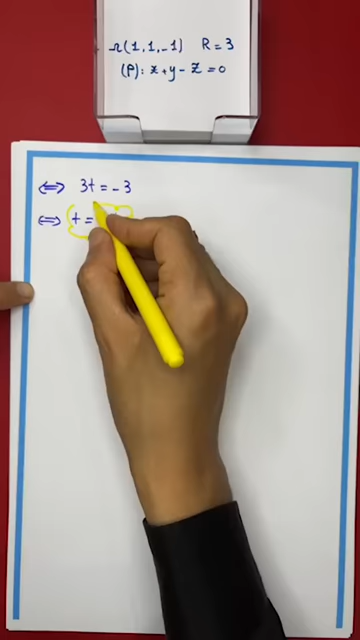 Ω(1,1,-1) R=3
(P): x+y-z=0
⟺ 3t=-3
⟺ t=